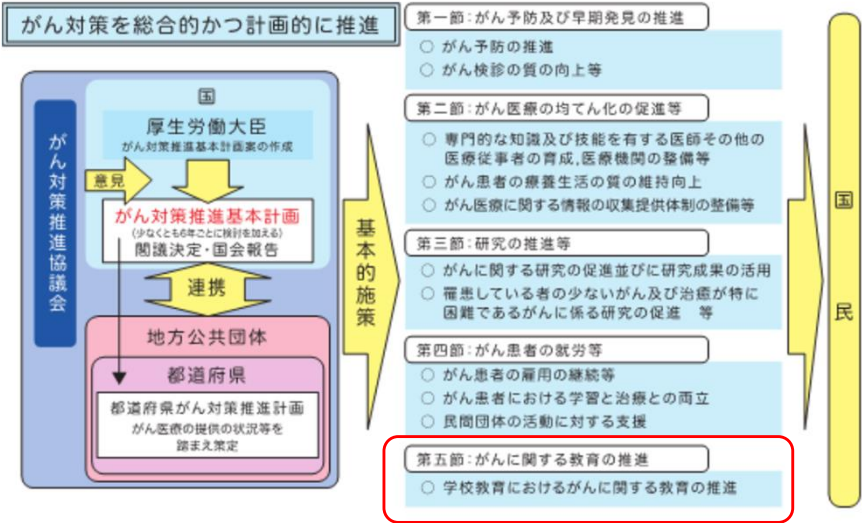 がん対策を総合的かつ計画的に推進
がん対策推進協議会
国
厚生労働大臣
がん対策推進基本計画案の作成
意見
がん対策推進基本計画
(少なくとも6年ごとに検討を加える)
閣議決定・国会報告
連携
地方公共団体
都道府県
都道府県がん対策推進計画
がん医療の提供の状況等を
踏まえ策定
基本的施策
第一節:がん予防及び早期発見の推進
○ がん予防の推進
○ がん検診の質の向上等
第二節:がん医療の均てん化の促進等
○ 専門的な知識及び技能を有する医師その他の
医療従事者の育成,医療機関の整備等
○ がん患者の療養生活の質の維持向上
○ がん医療に関する情報の収集提供体制の整備等
第三節:研究の推進等
○ がんに関する研究の促進並びに研究成果の活用
○ 罹患している者の少ないがん及び治癒が特に
困難であるがんに係る研究の促進 等
第四節:がん患者の就労等
○ がん患者の雇用の継続等
○ がん患者における学習と治療との両立
○ 民間団体の活動に対する支援
第五節:がんに関する教育の推進
○ 学校教育におけるがんに関する教育の推進
国民